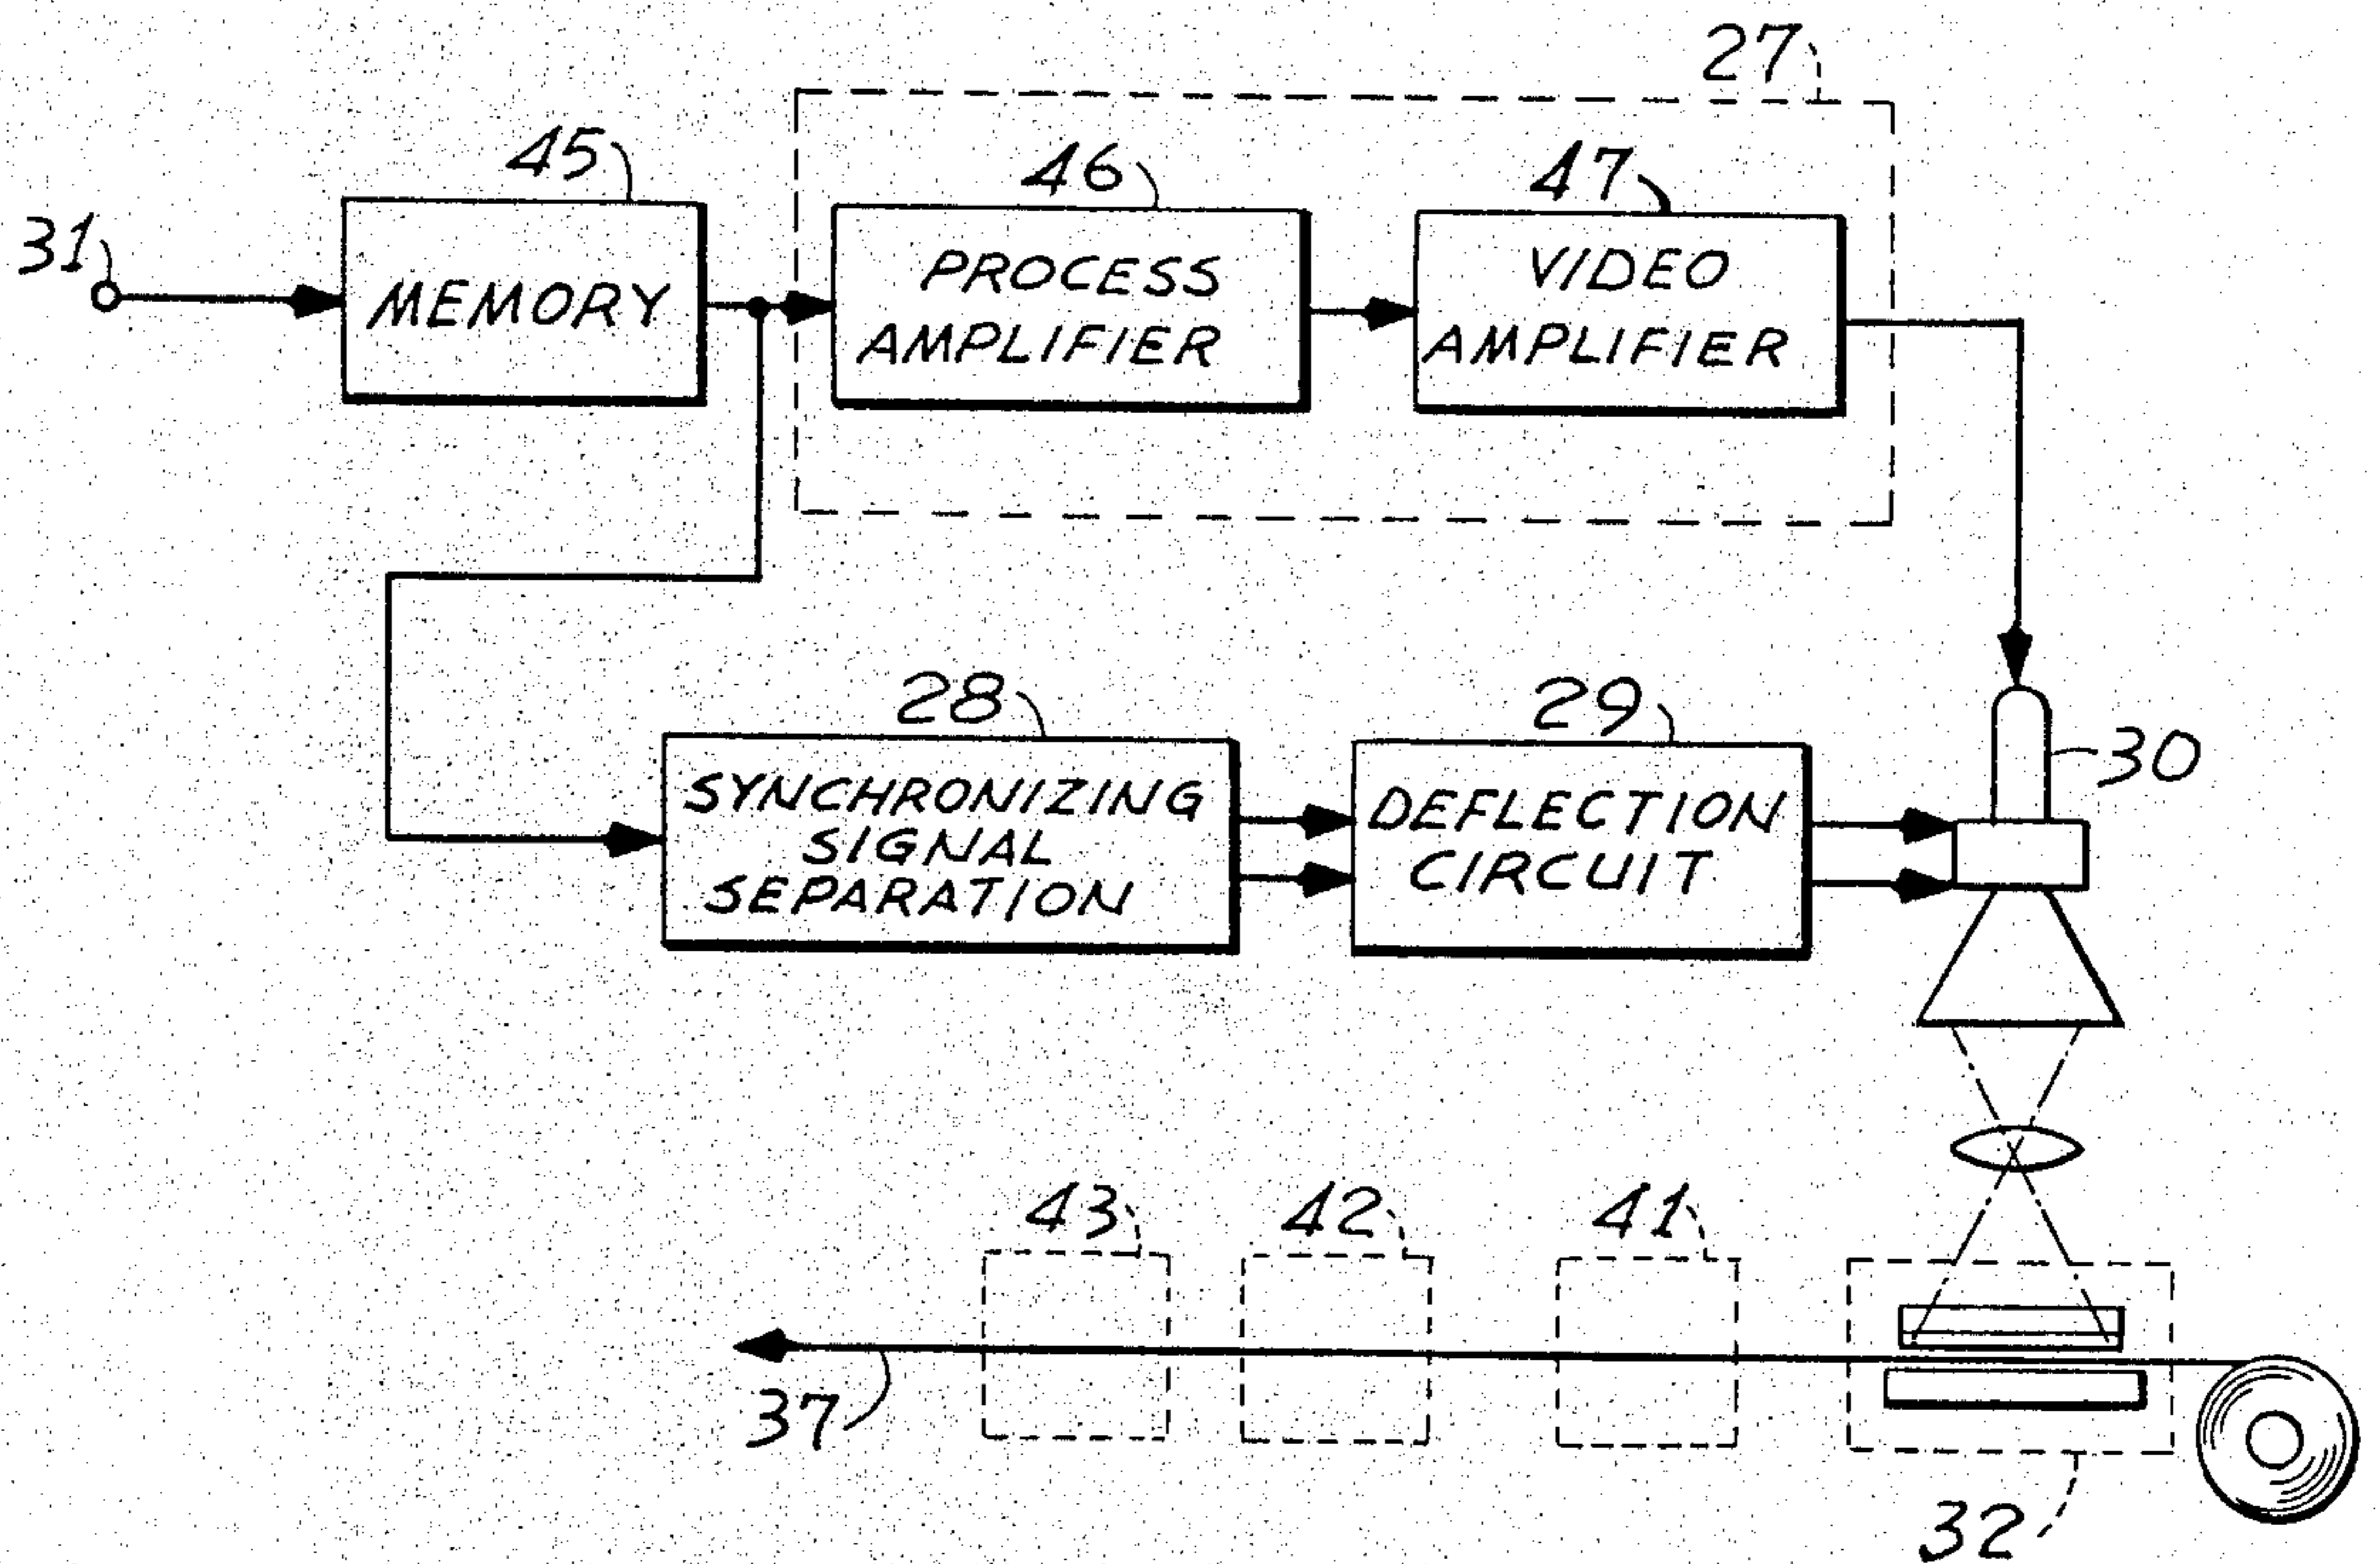 27
45
46
47
31
MEMORY
PROCESS
AMPLIFIER
VIDEO
AMPLIFIER
28
29
30
SYNCHRONIZING
SIGNAL
SEPARATION
DEFLECTION
CIRCUIT
43
42
41
37
32